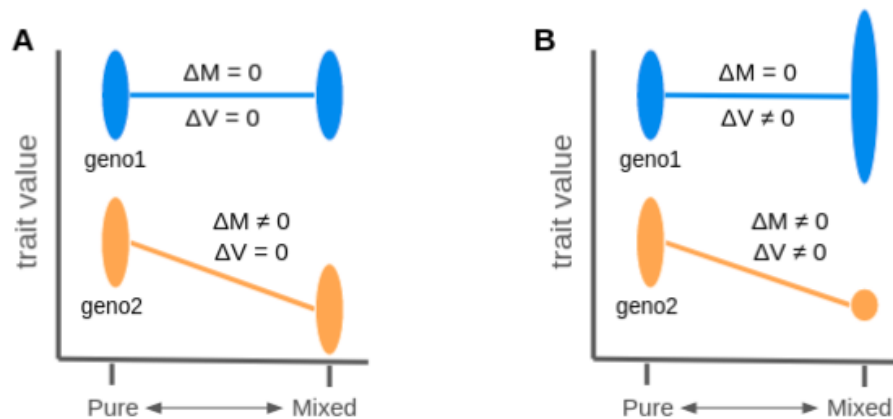 A
trait value
ΔM = 0
ΔV = 0
geno1
ΔM ≠ 0
ΔV = 0
geno2
Pure
Mixed
B
trait value
ΔM = 0
ΔV ≠ 0
geno1
ΔM ≠ 0
ΔV ≠ 0
geno2
Pure
Mixed